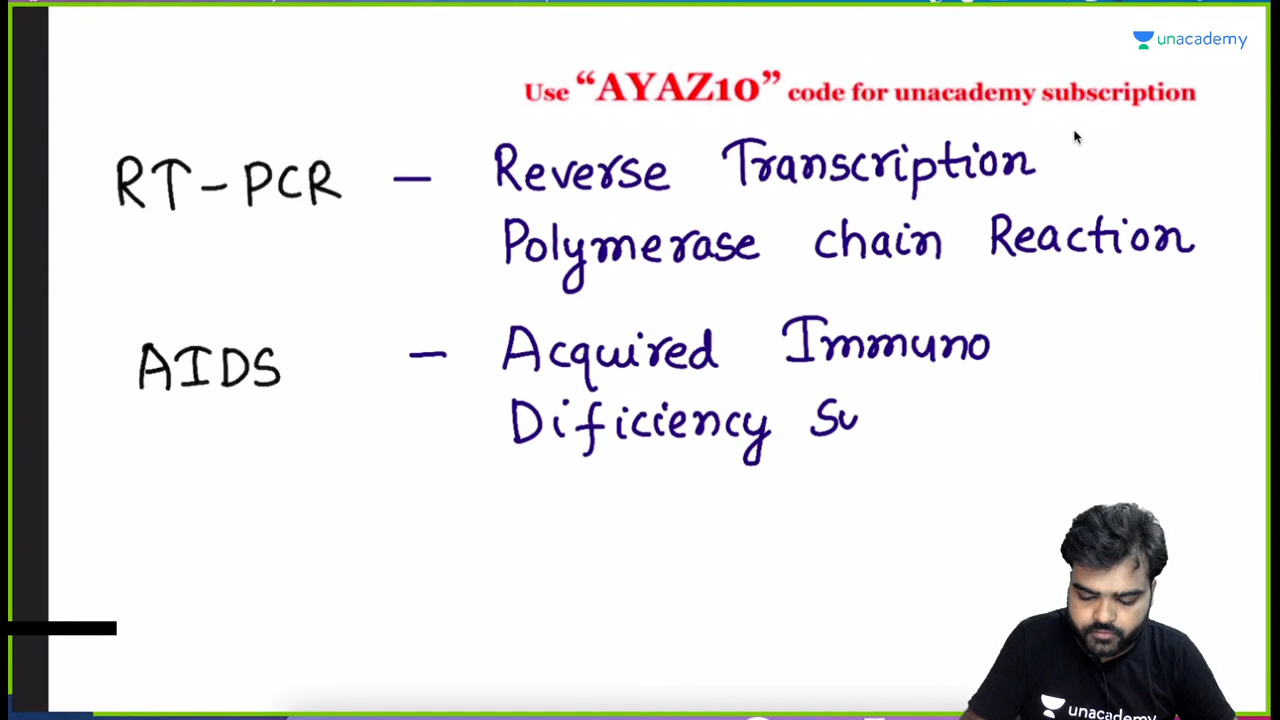 unacademy
Use “AYAZ10” code for unacademy subscription
RT-PCR - Reverse Transcription
Polymerase chain Reaction
AIDS - Acquired Immuno
Dificiency
unacademy